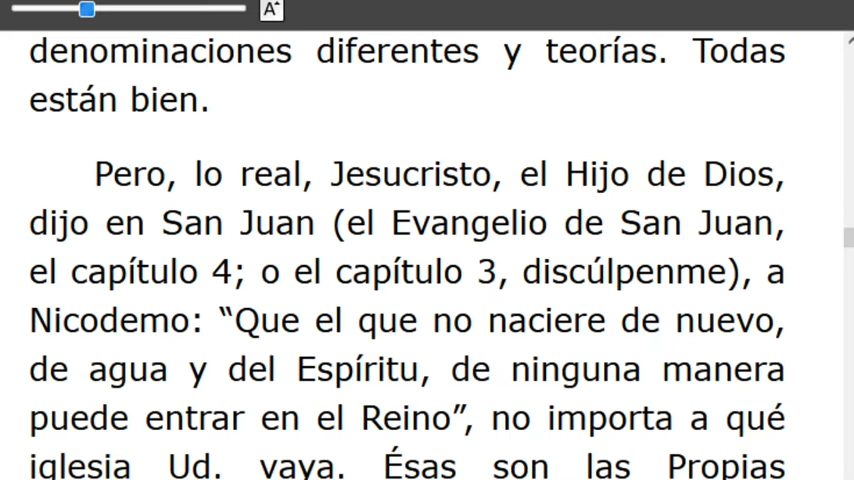 A
denominaciones diferentes y teorías. Todas
están bien.
Pero, lo real, Jesucristo, el Hijo de Dios,
dijo en San Juan (el Evangelio de San Juan,
el capítulo 4; o el capítulo 3, discúlpenme), a
Nicodemo: “Que el que no naciere de nuevo,
de agua y del Espíritu, de ninguna manera
puede entrar en el Reino”, no importa a qué
iglesia Ud. vaya. Ésas son las Propias